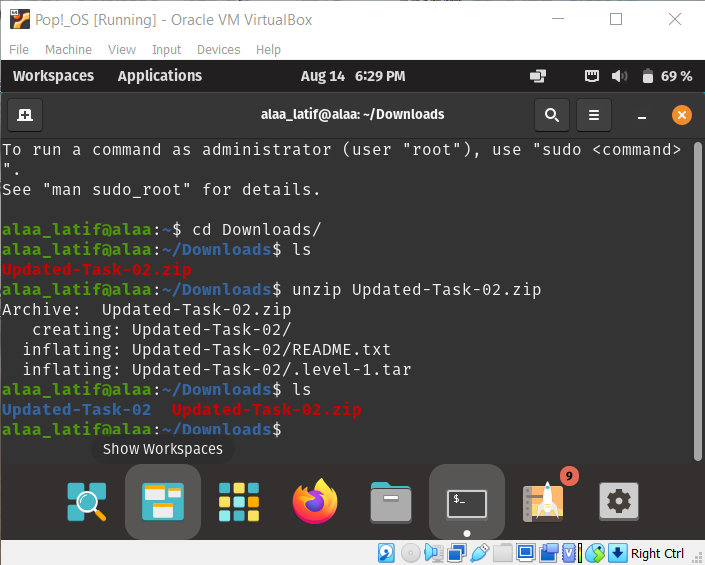 Pop!_OS [Running] - Oracle VM VirtualBox
File Machine View Input Devices Help
Workspaces Applications Aug 14 6:29 PM 69 %
alaa_latif@alaa: ~/Downloads
To run a command as administrator (user "root"), use "sudo <command>
".
See "man sudo_root" for details.
alaa_latif@alaa:~$ cd Downloads/
alaa_latif@alaa:~/Downloads$ ls
Updated-Task-02.zip
alaa_latif@alaa:~/Downloads$ unzip Updated-Task-02.zip
Archive:  Updated-Task-02.zip
   creating: Updated-Task-02/
  inflating: Updated-Task-02/README.txt
  inflating: Updated-Task-02/.level-1.tar
alaa_latif@alaa:~/Downloads$ ls
Updated-Task-02  Updated-Task-02.zip
alaa_latif@alaa:~/Downloads$
Show Workspaces
$_
9
Right Ctrl